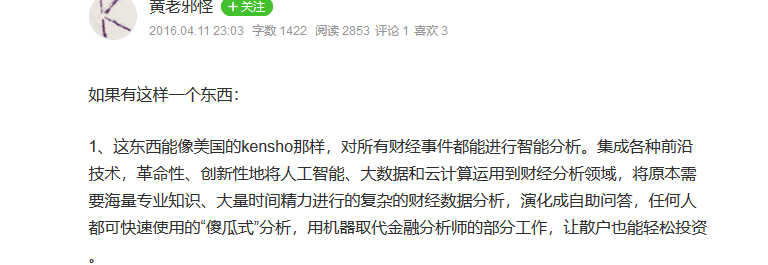 黄老邪怪
+关注
2016.04.11 23:03 字数 1422 阅读 2853 评论 1 喜欢 3
如果有这样一个东西：
1、这东西能像美国的kensho那样，对所有财经事件都能进行智能分析。集成各种前沿
技术，革命性、创新性地将人工智能、大数据和云计算运用到财经分析领域，将原本需
要海量专业知识、大量时间精力进行的复杂的财经数据分析，演化成自助问答，任何人
都可快速使用的“傻瓜式”分析，用机器取代金融分析师的部分工作，让散户也能轻松投资
。